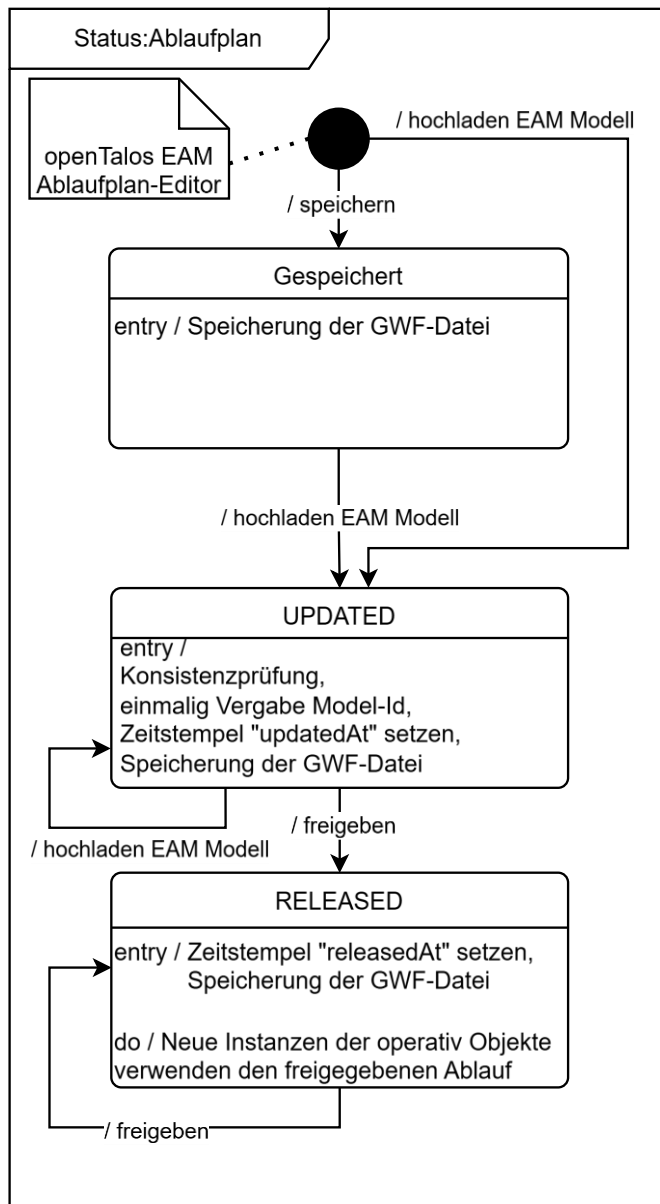 Status:Ablaufplan
/ hochladen EAM Modell
openTalos EAM
Ablaufplan-Editor
/ speichern
Gespeichert
entry / Speicherung der GWF-Datei
/ hochladen EAM Modell
UPDATED
entry /
Konsistenzprüfung,
einmalig Vergabe Model-Id,
Zeitstempel "updatedAt" setzen,
Speicherung der GWF-Datei
/ freigeben
/ hochladen EAM Modell
RELEASED
entry / Zeitstempel "releasedAt" setzen,
Speicherung der GWF-Datei
do / Neue Instanzen der operativ Objekte
verwenden den freigegebenen Ablauf
/ freigeben